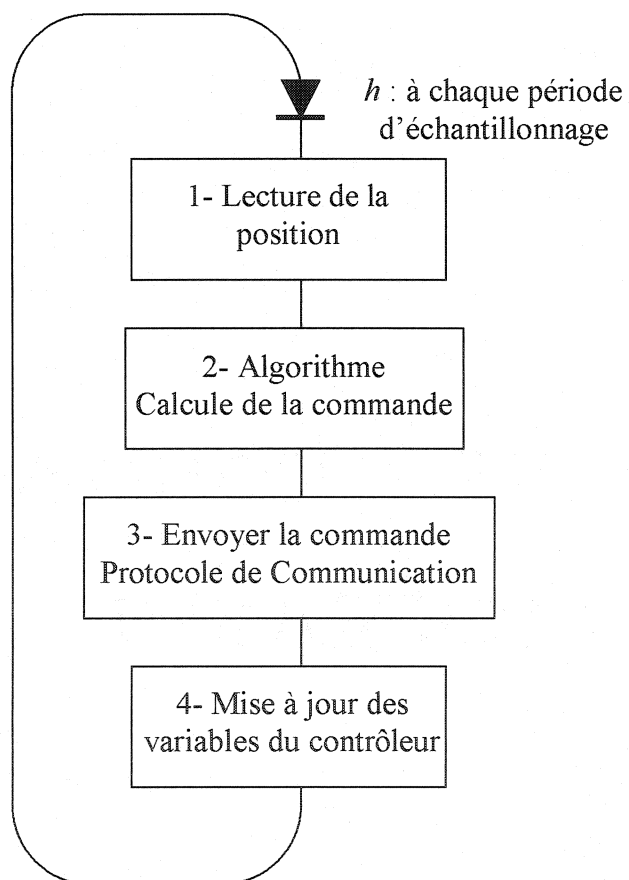 h : à chaque période
d'échantillonnage
1- Lecture de la
position
2- Algorithme
Calcule de la commande
3- Envoyer la commande
Protocole de Communication
4- Mise à jour des
variables du contrôleur